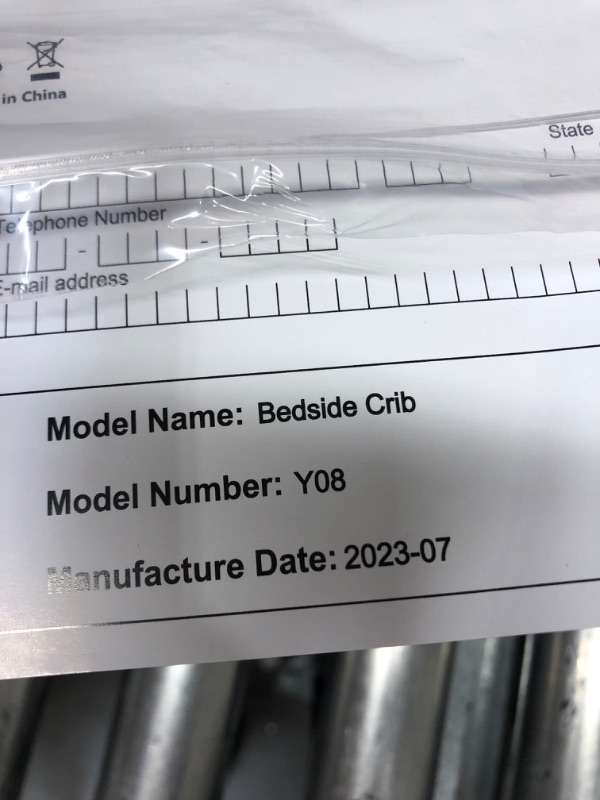 in China
State
Telephone Number
- -
E-mail address
Model Name: Bedside Crib
Model Number: Y08
Manufacture Date: 2023-07